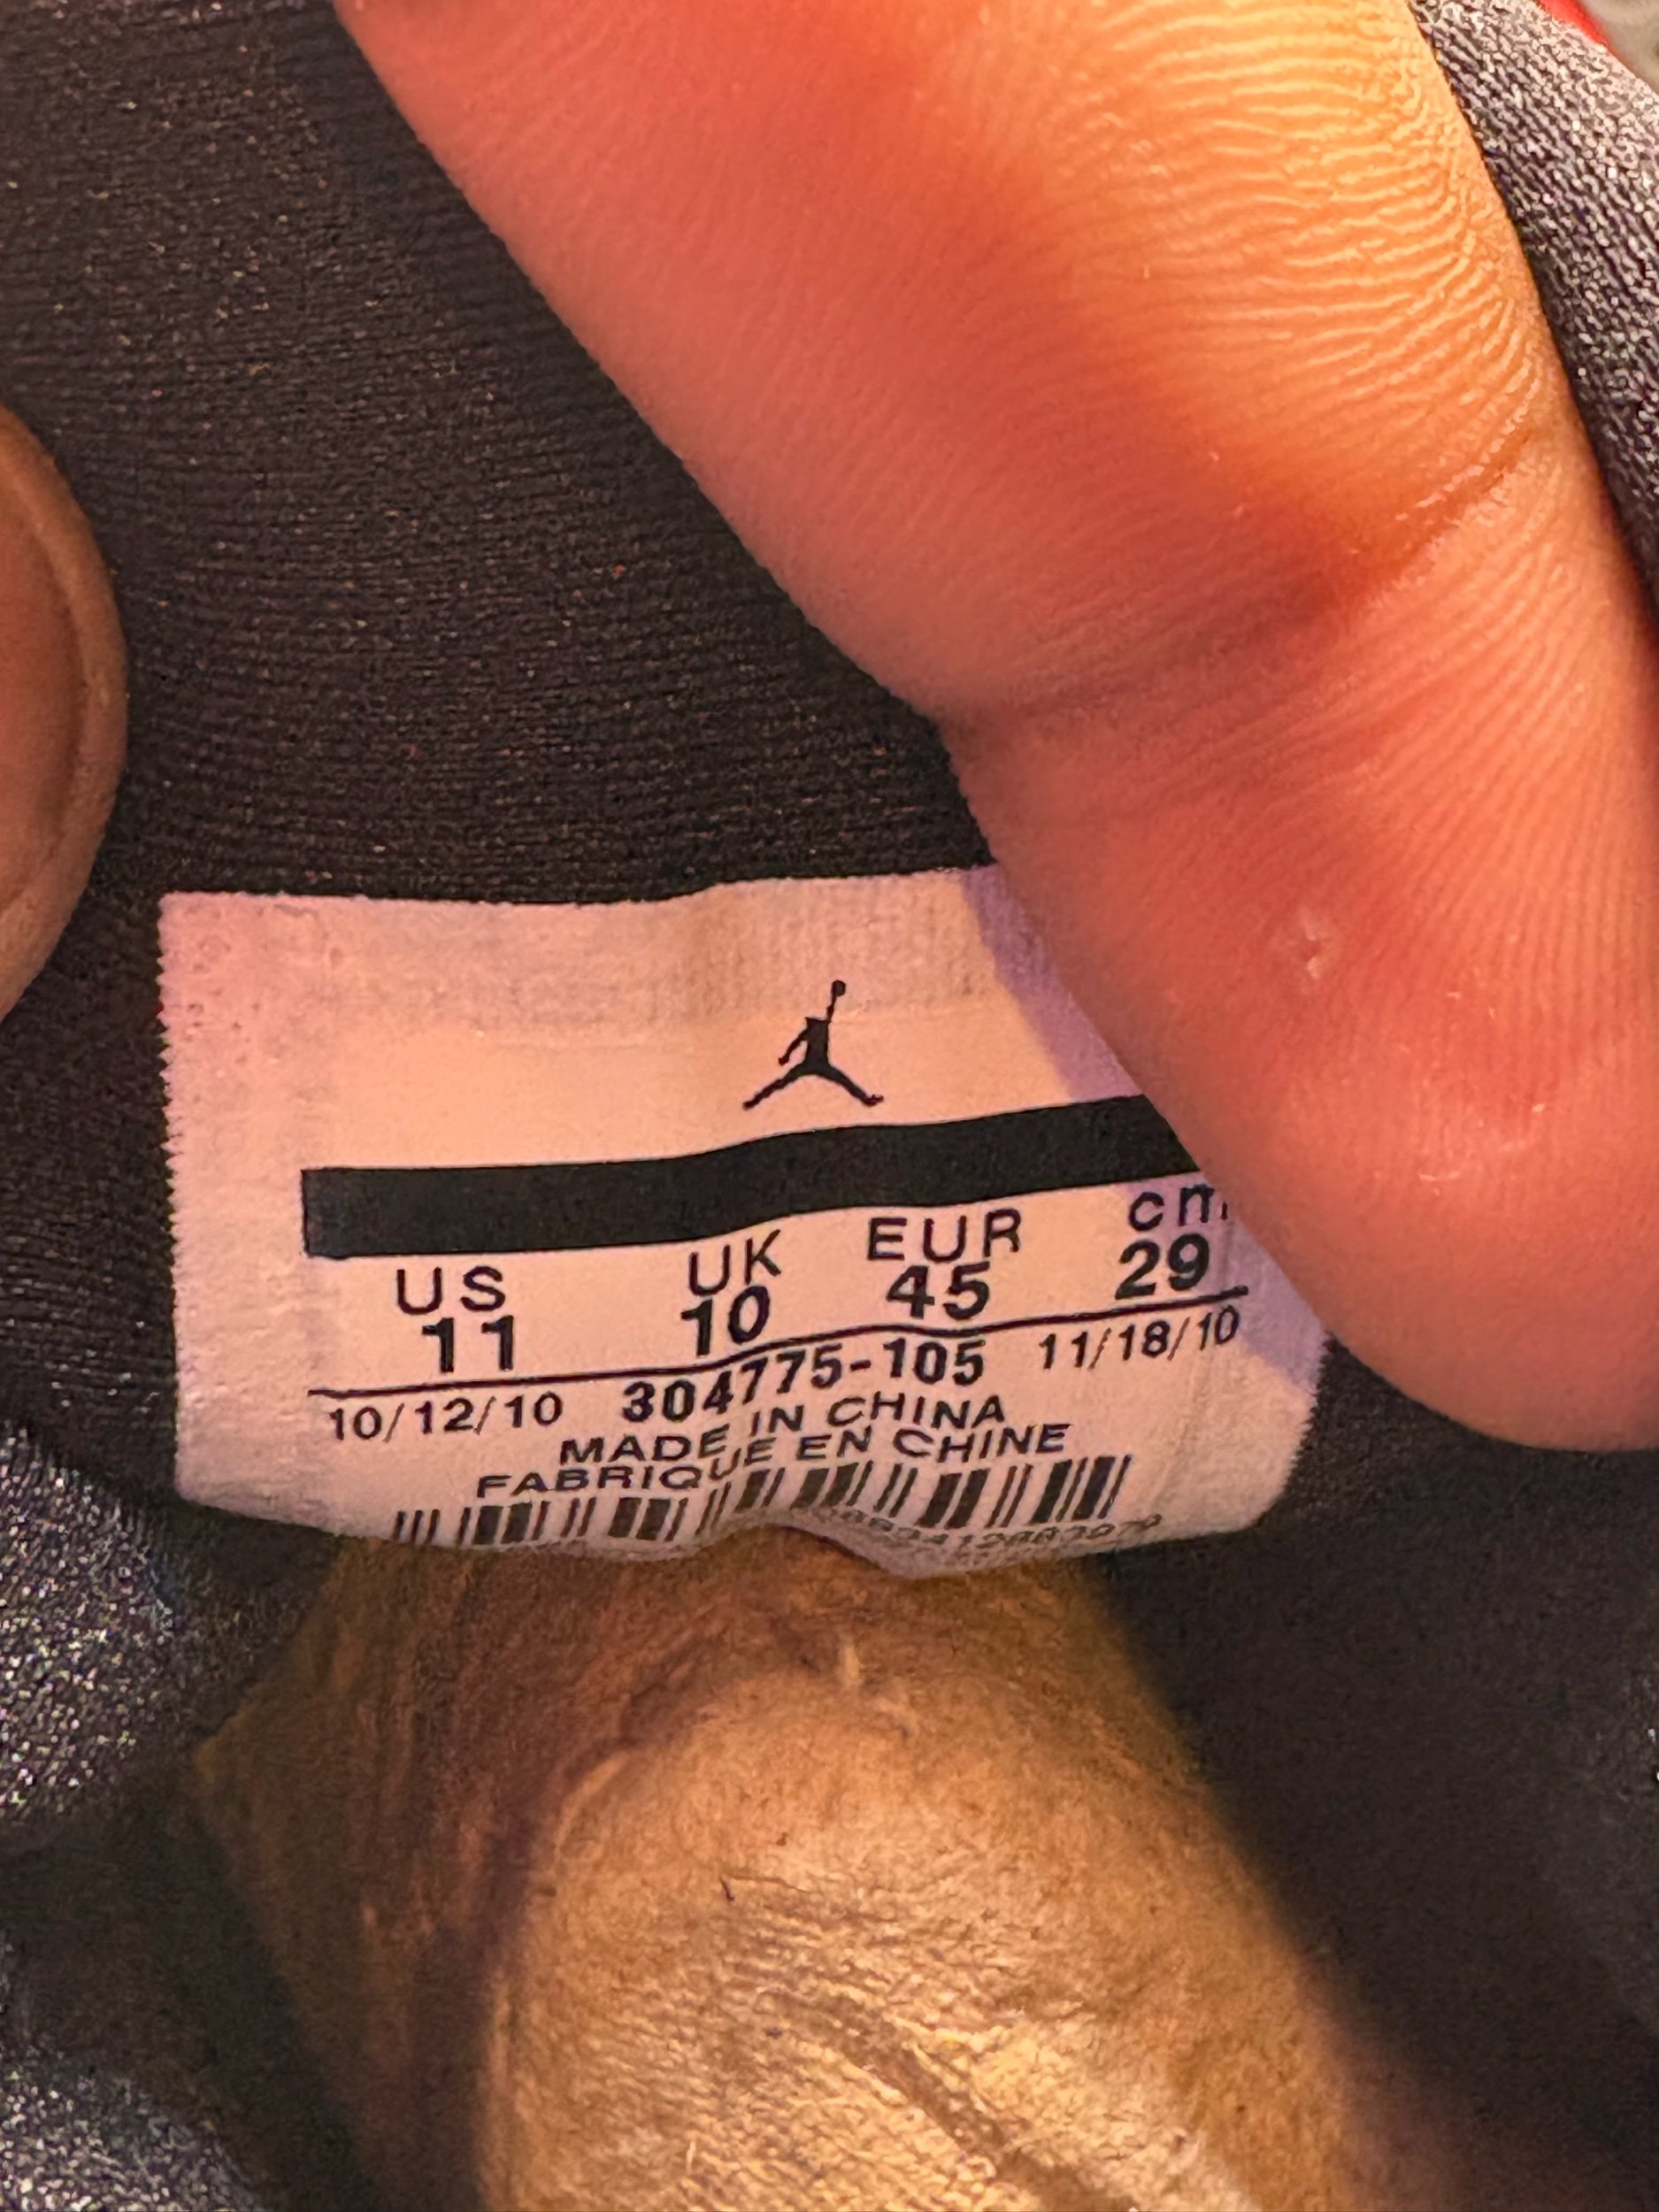 US UK EUR cm
11 10 45 29
10/12/10 304775-105 11/18/10
MADE IN CHINA
FABRIQUE EN CHINE